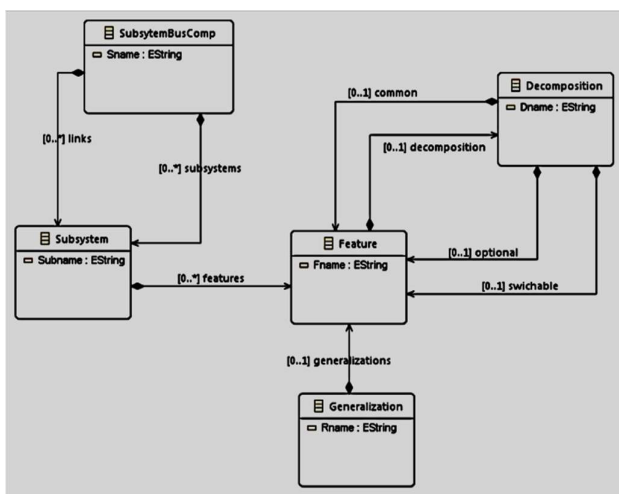 SubsytemBusComp
Sname : EString
Decomposition
Dname : EString
[0..1] common
[0..*] links
[0..1] decomposition
[0..*] subsystems
Subsystem
Subname : EString
Feature
Fname : EString
[0..1] optional
[0..*] features
[0..1] swichable
[0..1] generalizations
Generalization
Rname : EString